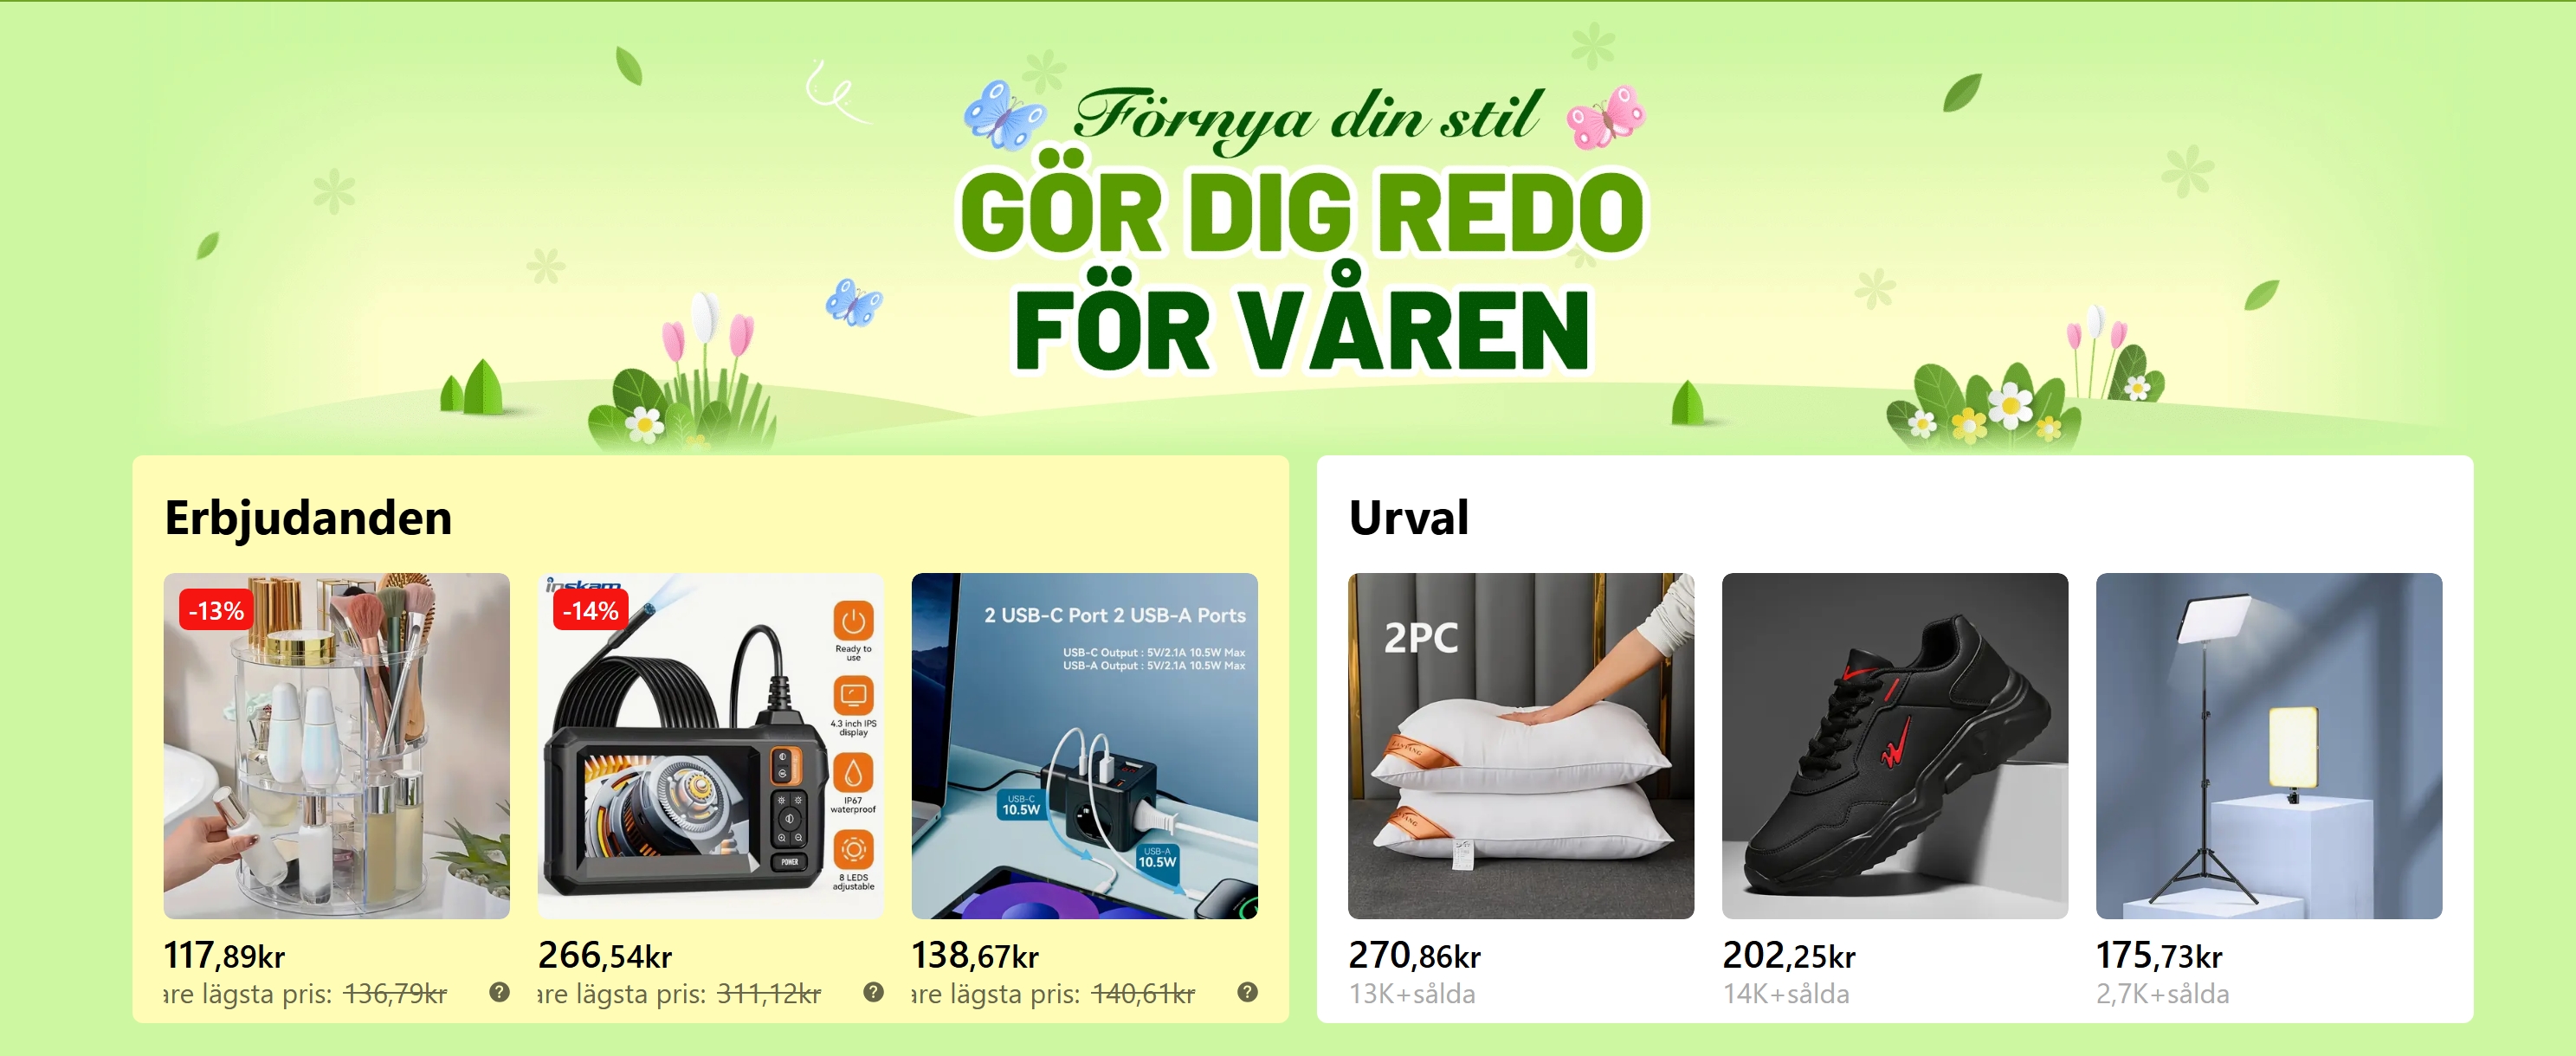 Förnya din stil
GÖR DIG REDO
FÖR VÅREN
Erbjudanden
-13%
117,89kr
are lägsta pris: 136,79kr
?
inskam
-14%
Ready to
use
4.3 inch IPS
display
IP67
waterproof
8 LEDS
adjustable
POWER
266,54kr
are lägsta pris: 311,12kr
?
2 USB-C Port 2 USB-A Ports
USB-C Output : 5V/2.1A 10.5W Max
USB-A Output : 5V/2.1A 10.5W Max
USB-C
10.5W
USB-A
10.5W
138,67kr
are lägsta pris: 140,61kr
?
Urval
2PC
270,86kr
13K+sålda
202,25kr
14K+sålda
175,73kr
2,7K+sålda